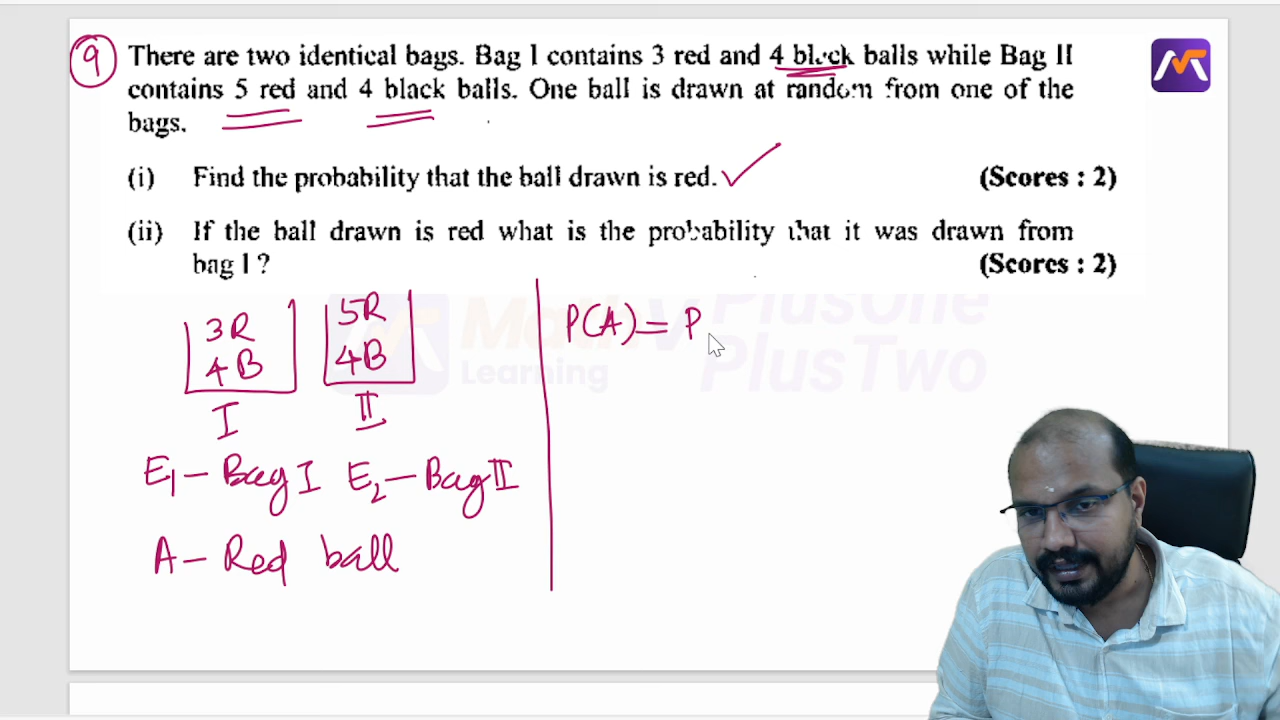 9 There are two identical bags. Bag I contains 3 red and 4 black balls while Bag II
contains 5 red and 4 black balls. One ball is drawn at random from one of the
bags.
(i) Find the probability that the ball drawn is red. (Scores : 2)
(ii) If the ball drawn is red what is the probability that it was drawn from
bag I ? (Scores : 2)
3R
4B
I
5R
4B
II
E₁ – Bag I E₂ – Bag II
A – Red ball
P(A) = P
Math
Learning
PlusOne
PlusTwo